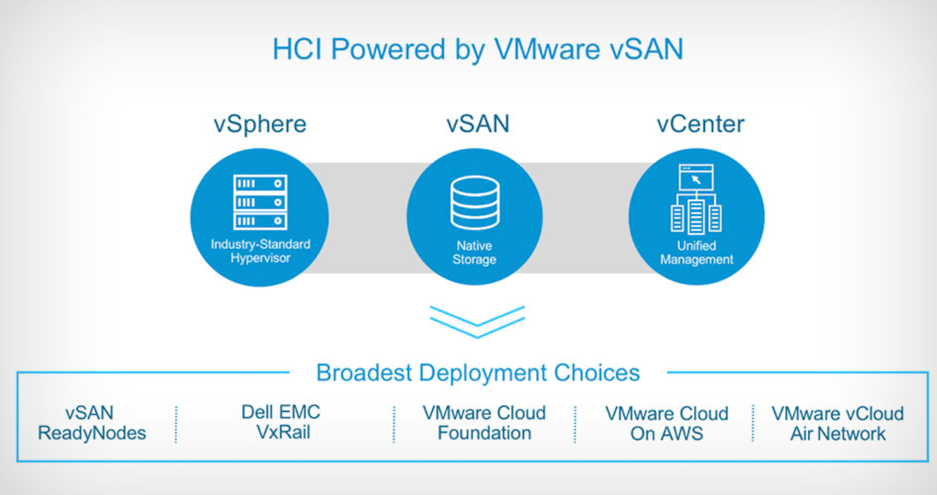 HCI Powered by VMware vSAN
vSphere
vSAN
vCenter
Industry-Standard
Hypervisor
Native
Storage
Unified
Management
Broadest Deployment Choices
vSAN
ReadyNodes
Dell EMC
VxRail
VMware Cloud
Foundation
VMware Cloud
On AWS
VMware vCloud
Air Network